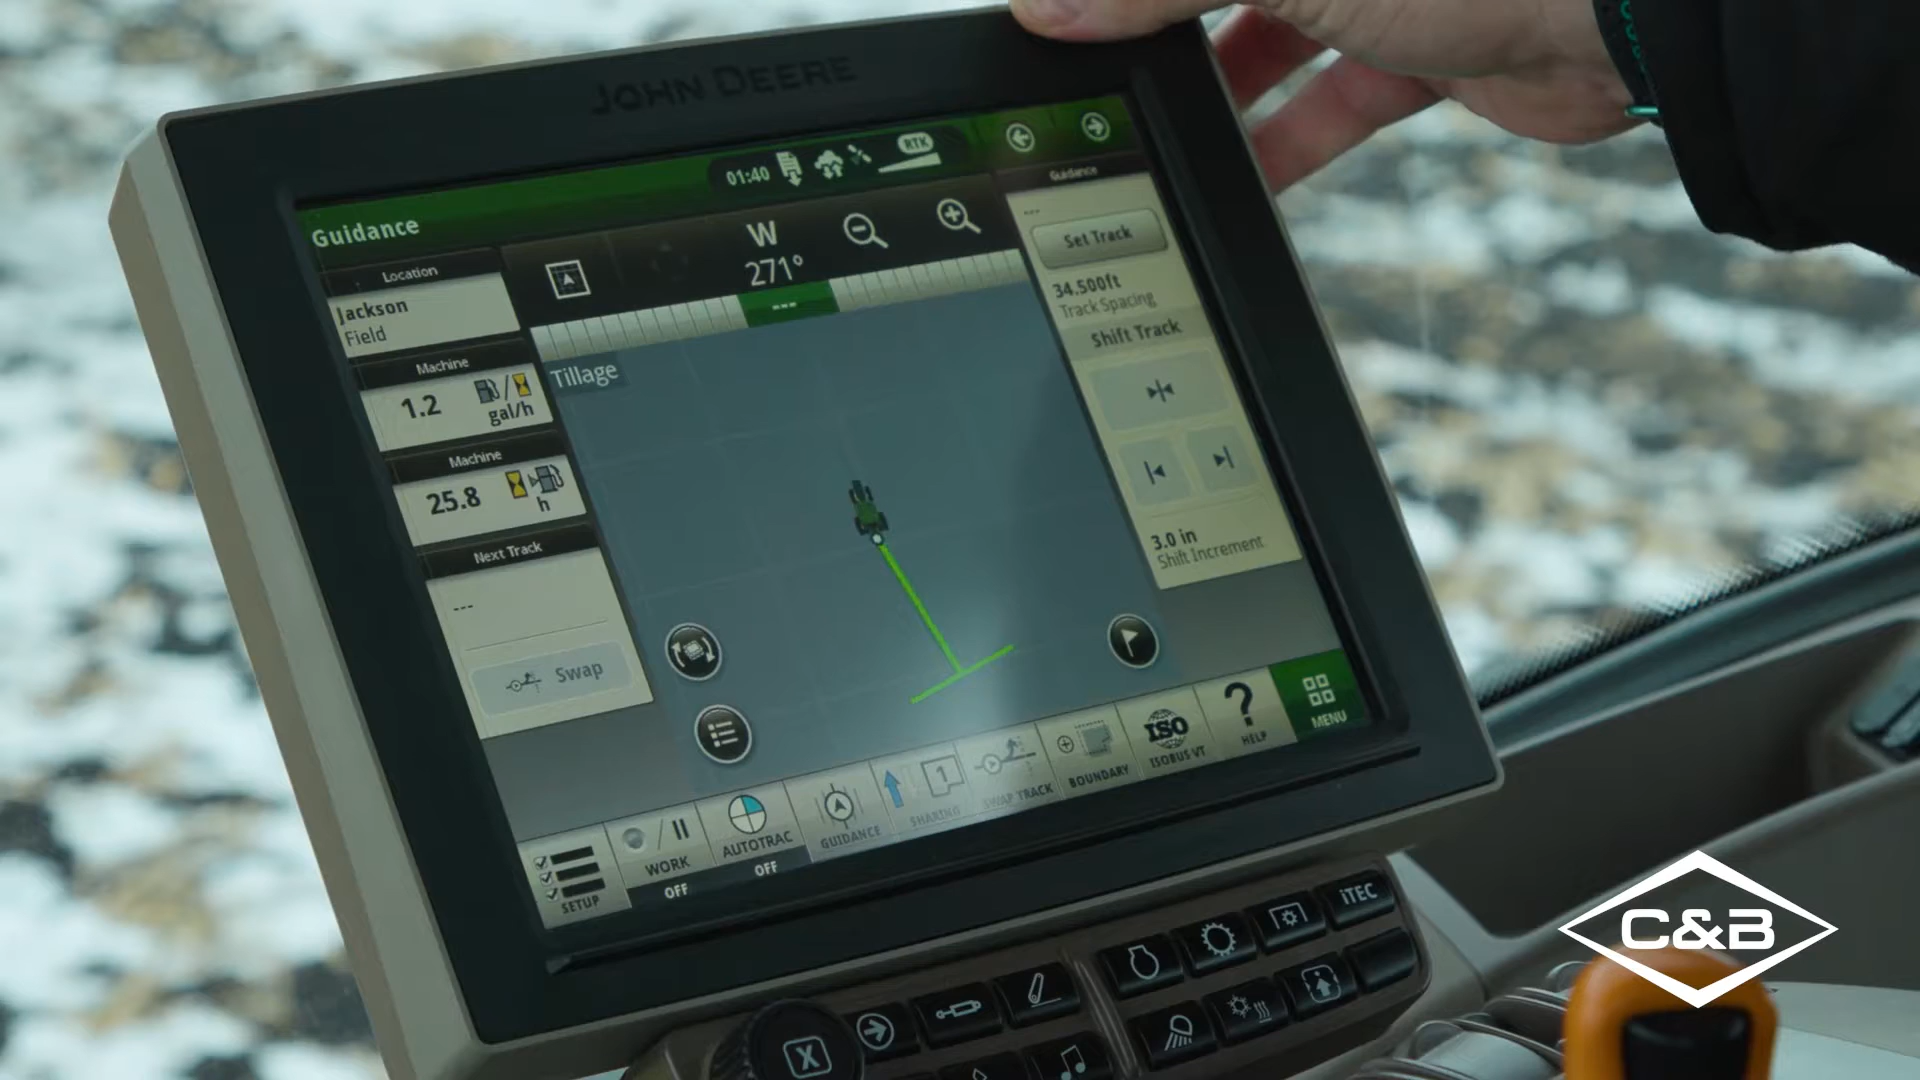 JOHN DEERE
01:40
RTK
Guidance
Location
Jackson
Field
W
271°
---
Guidance
---
Set Track
34.500ft
Track Spacing
Shift Track
3.0 in
Shift Increment
Machine
1.2
gal/h
Machine
25.8
h
Next Track
---
Swap
Tillage
SETUP
WORK
OFF
AUTOTRAC
OFF
GUIDANCE
1
SHARING
SWAP TRACK
BOUNDARY
ISO
ISOBUS VT
?
HELP
MENU
iTEC
X
C&B